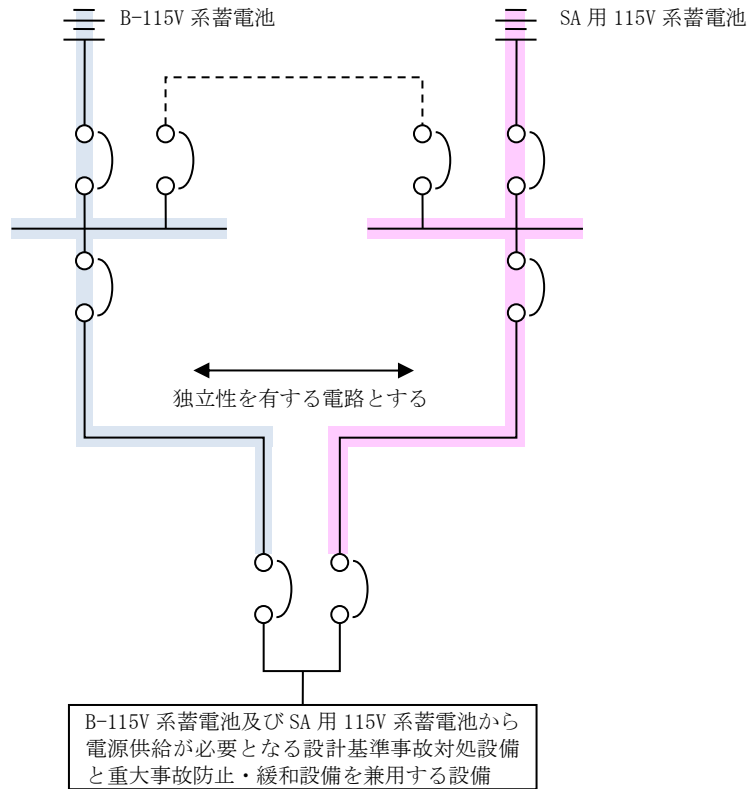 B-115V 系蓄電池
SA 用 115V 系蓄電池
独立性を有する電路とする
B-115V 系蓄電池及び SA 用 115V 系蓄電池から
電源供給が必要となる設計基準事故対処設備
と重大事故防止・緩和設備を兼用する設備